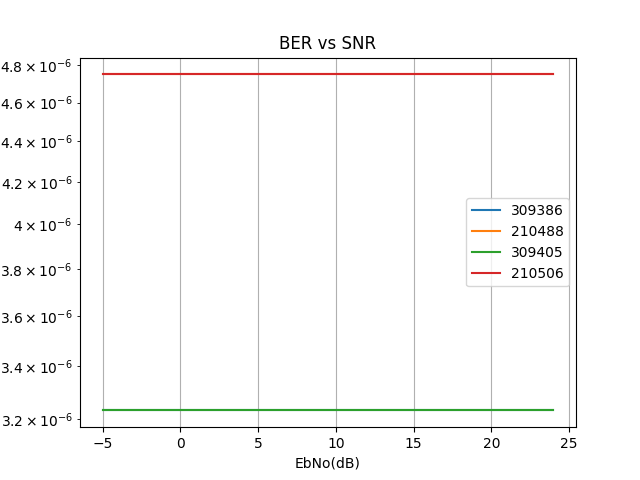 BER vs SNR
4.8 × 10⁻⁶
4.6 × 10⁻⁶
4.4 × 10⁻⁶
4.2 × 10⁻⁶
4 × 10⁻⁶
3.8 × 10⁻⁶
3.6 × 10⁻⁶
3.4 × 10⁻⁶
3.2 × 10⁻⁶
309386
210488
309405
210506
−5 0 5 10 15 20 25
EbNo(dB)